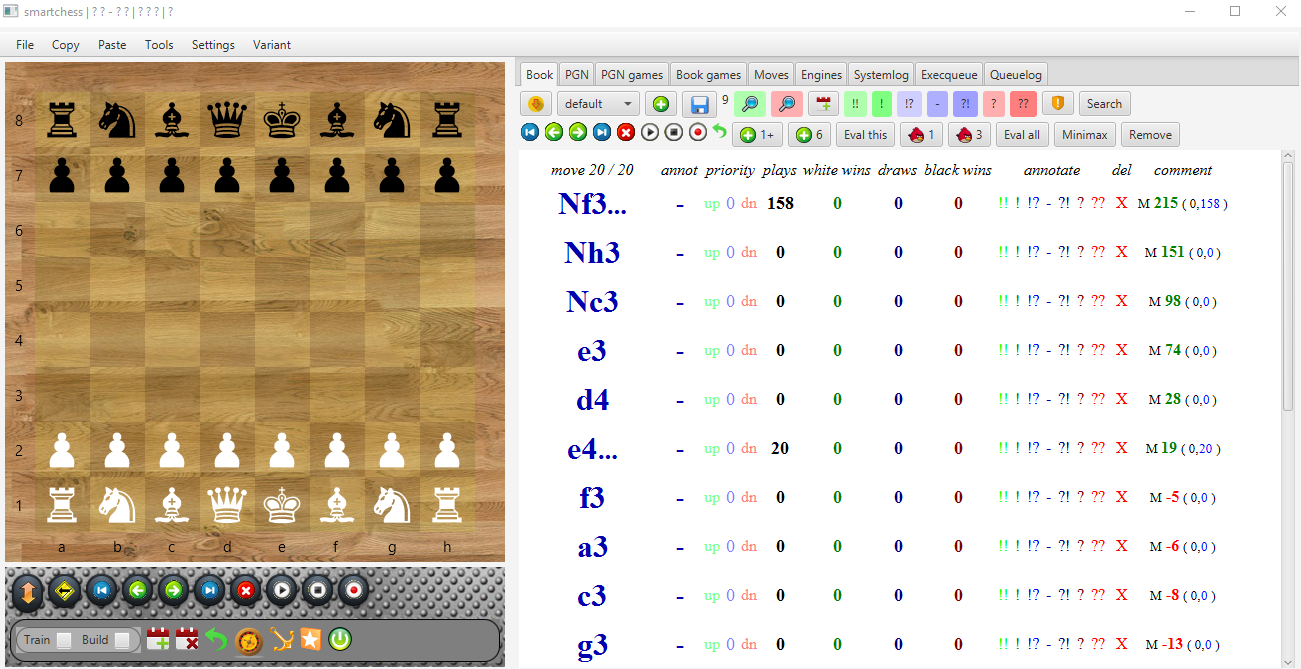 smartchess | ? ? - ? ? | ? ? ? | ?
File Copy Paste Tools Settings Variant
Book PGN PGN games Book games Moves Engines Systemlog Execqueue Queuelog
default 9 !! ! !? - ?! ? ?? Search
1+ 6 Eval this 1 3 Eval all Minimax Remove
move 20 / 20 annot priority plays white wins draws black wins annotate del comment
Nf3... - up 0 dn 158 0 0 0 !! ! !? - ?! ? ?? X M 215 ( 0,158 )
Nh3 - up 0 dn 0 0 0 0 !! ! !? - ?! ? ?? X M 151 ( 0,0 )
Nc3 - up 0 dn 0 0 0 0 !! ! !? - ?! ? ?? X M 98 ( 0,0 )
e3 - up 0 dn 0 0 0 0 !! ! !? - ?! ? ?? X M 74 ( 0,0 )
d4 - up 0 dn 0 0 0 0 !! ! !? - ?! ? ?? X M 28 ( 0,0 )
e4... - up 0 dn 20 0 0 0 !! ! !? - ?! ? ?? X M 19 ( 0,20 )
f3 - up 0 dn 0 0 0 0 !! ! !? - ?! ? ?? X M -5 ( 0,0 )
a3 - up 0 dn 0 0 0 0 !! ! !? - ?! ? ?? X M -6 ( 0,0 )
c3 - up 0 dn 0 0 0 0 !! ! !? - ?! ? ?? X M -8 ( 0,0 )
g3 - up 0 dn 0 0 0 0 !! ! !? - ?! ? ?? X M -13 ( 0,0 )
8
7
6
5
4
3
2
1
a b c d e f g h
Train Build